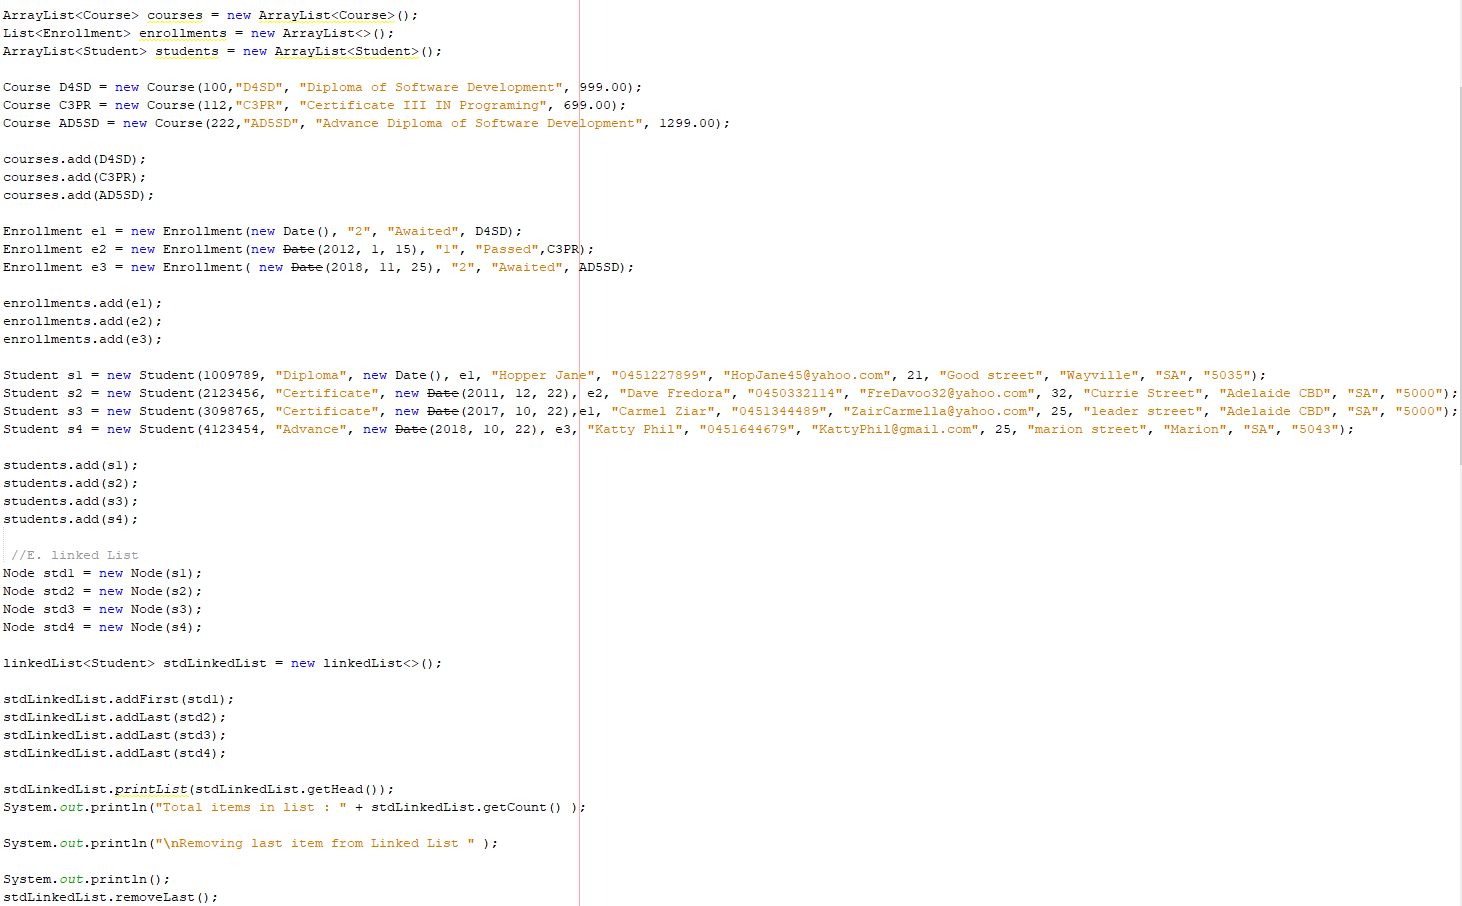 ArrayList<Course> courses = new ArrayList<Course>();
List<Enrollment> enrollments = new ArrayList<>();
ArrayList<Student> students = new ArrayList<Student>();
Course D4SD = new Course(100,"D4SD", "Diploma of Software Development", 999.00);
Course C3PR = new Course(112,"C3PR", "Certificate III IN Programing", 699.00);
Course AD5SD = new Course(222,"AD5SD", "Advance Diploma of Software Development", 1299.00);
courses.add(D4SD);
courses.add(C3PR);
courses.add(AD5SD);
Enrollment e1 = new Enrollment(new Date(), "2", "Awaited", D4SD);
Enrollment e2 = new Enrollment(new Date(2012, 1, 15), "1", "Passed",C3PR);
Enrollment e3 = new Enrollment( new Date(2018, 11, 25), "2", "Awaited", AD5SD);
enrollments.add(e1);
enrollments.add(e2);
enrollments.add(e3);
Student s1 = new Student(1009789, "Diploma", new Date(), e1, "Hopper Jane", "0451227899", "HopJane45@yahoo.com", 21, "Good street", "Wayville", "SA", "5035");
Student s2 = new Student(2123456, "Certificate", new Date(2011, 12, 22), e2, "Dave Fredora", "0450332114", "FreDavoo32@yahoo.com", 32, "Currie Street", "Adelaide CBD", "SA", "5000");
Student s3 = new Student(3098765, "Certificate", new Date(2017, 10, 22),e1, "Carmel Ziar", "0451344489", "ZairCarmella@yahoo.com", 25, "leader street", "Adelaide CBD", "SA", "5000");
Student s4 = new Student(4123454, "Advance", new Date(2018, 10, 22), e3, "Katty Phil", "0451644679", "KattyPhil@gmail.com", 25, "marion street", "Marion", "SA", "5043");
students.add(s1);
students.add(s2);
students.add(s3);
students.add(s4);
//E. linked List
Node std1 = new Node(s1);
Node std2 = new Node(s2);
Node std3 = new Node(s3);
Node std4 = new Node(s4);
linkedList<Student> stdLinkedList = new linkedList<>();
stdLinkedList.addFirst(std1);
stdLinkedList.addLast(std2);
stdLinkedList.addLast(std3);
stdLinkedList.addLast(std4);
stdLinkedList.printList(stdLinkedList.getHead());
System.out.println("Total items in list : " + stdLinkedList.getCount() );
System.out.println("\nRemoving last item from Linked List " );
System.out.println();
stdLinkedList.removeLast();